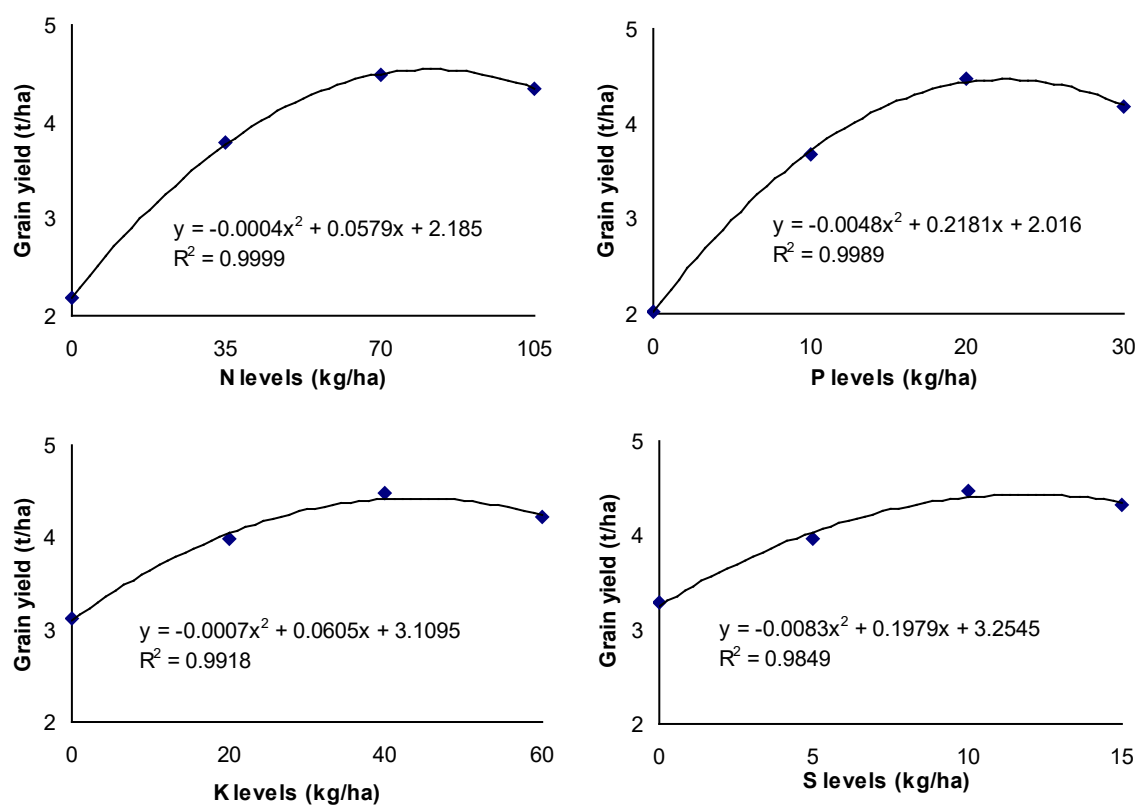 5
4
3
2
Grain yield (t/ha)
y = -0.0004x² + 0.0579x + 2.185
R² = 0.9999
0 35 70 105
N levels (kg/ha)
5
4
3
2
Grain yield (t/ha)
y = -0.0048x² + 0.2181x + 2.016
R² = 0.9989
0 10 20 30
P levels (kg/ha)
5
4
3
2
Grain yield (t/ha)
y = -0.0007x² + 0.0605x + 3.1095
R² = 0.9918
0 20 40 60
K levels (kg/ha)
5
4
3
2
Grain yield (t/ha)
y = -0.0083x² + 0.1979x + 3.2545
R² = 0.9849
0 5 10 15
S levels (kg/ha)